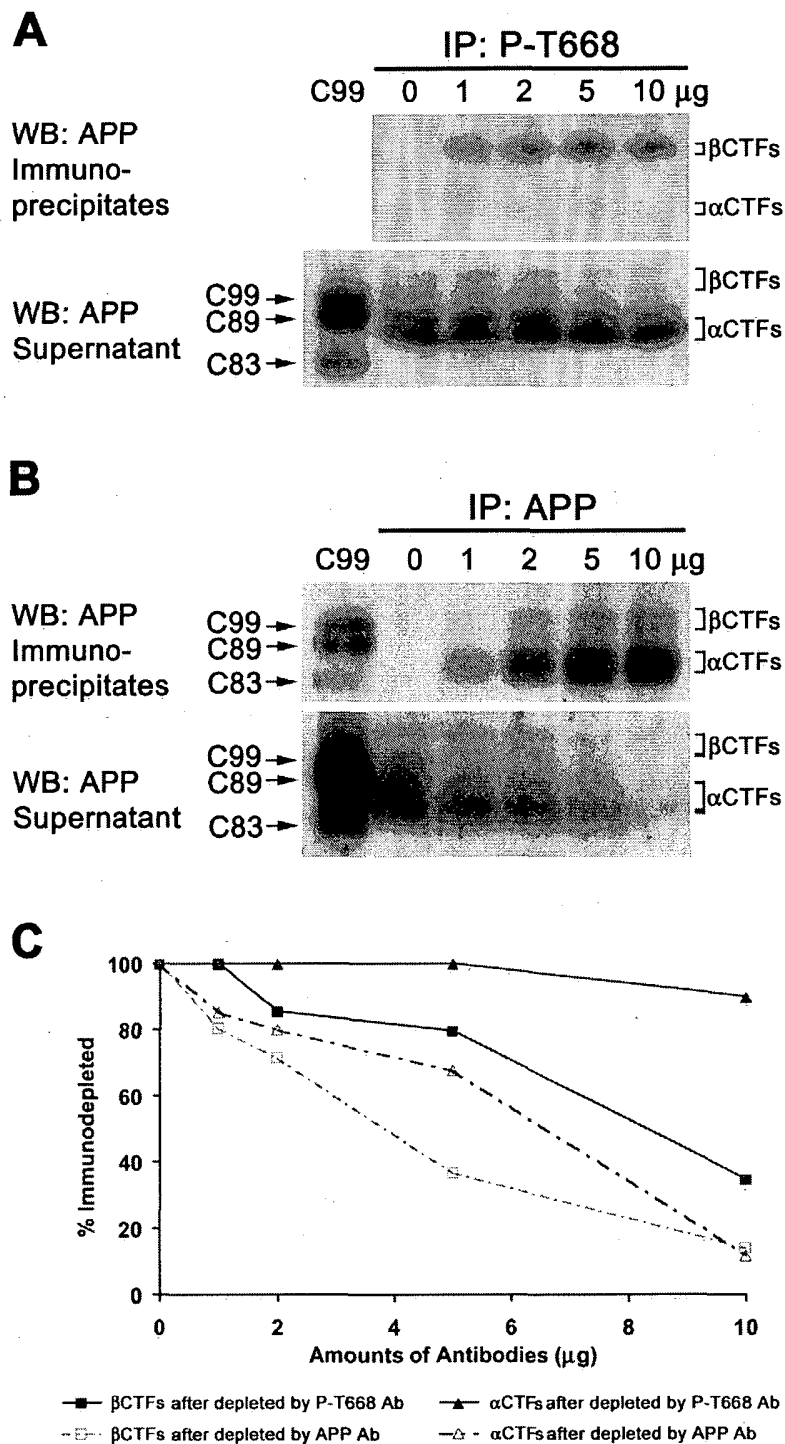 A
IP: P-T668
C99 0 1 2 5 10 μg
WB: APP
Immuno-
precipitates
βCTFs
αCTFs
WB: APP
Supernatant
C99
C89
C83
βCTFs
αCTFs
B
IP: APP
C99 0 1 2 5 10 μg
WB: APP
Immuno-
precipitates
C99
C89
C83
βCTFs
αCTFs
WB: APP
Supernatant
C99
C89
C83
βCTFs
αCTFs
C
% Immunodepleted
100
80
60
40
20
0
0 2 4 6 8 10
Amounts of Antibodies (μg)
βCTFs after depleted by P-T668 Ab
αCTFs after depleted by P-T668 Ab
βCTFs after depleted by APP Ab
αCTFs after depleted by APP Ab